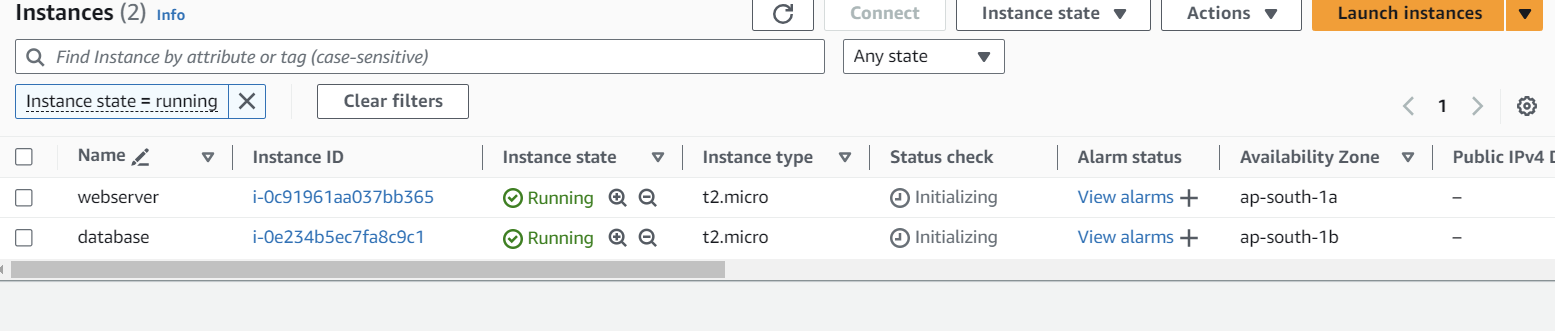 Instances (2) Info
Connect Instance state Actions Launch instances
Find Instance by attribute or tag (case-sensitive) Any state
Instance state = running Clear filters 1
Name Instance ID Instance state Instance type Status check Alarm status Availability Zone Public IPv4 D
webserver i-0c91961aa037bb365 Running t2.micro Initializing View alarms ap-south-1a –
database i-0e234b5ec7fa8c9c1 Running t2.micro Initializing View alarms ap-south-1b –